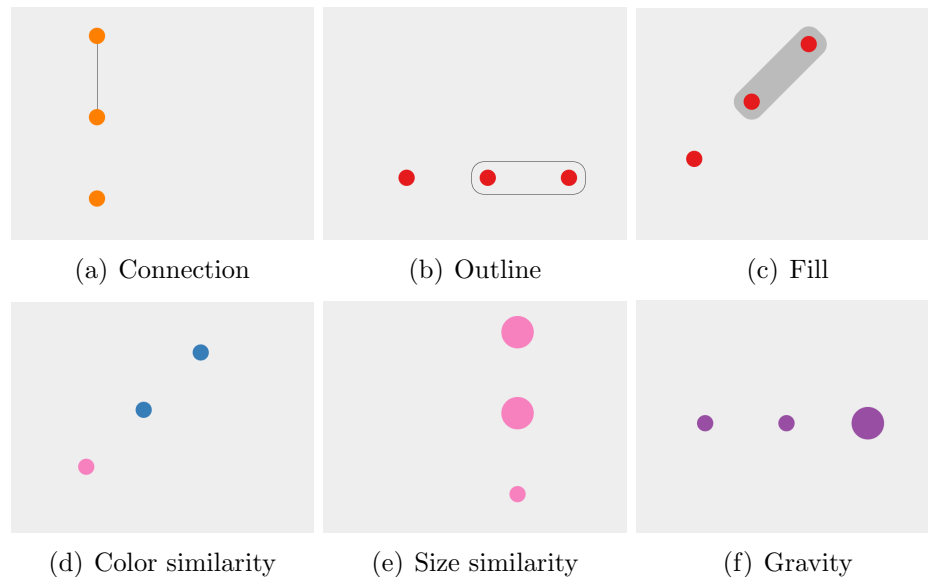 (a) Connection
(b) Outline
(c) Fill
(d) Color similarity
(e) Size similarity
(f) Gravity